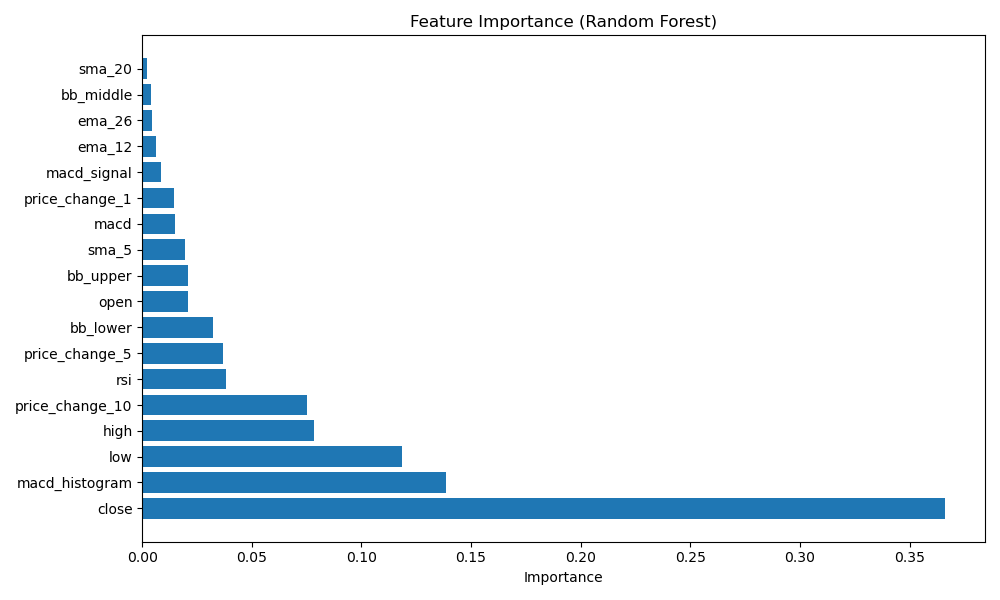 Feature Importance (Random Forest)
sma_20
bb_middle
ema_26
ema_12
macd_signal
price_change_1
macd
sma_5
bb_upper
open
bb_lower
price_change_5
rsi
price_change_10
high
low
macd_histogram
close
0.00 0.05 0.10 0.15 0.20 0.25 0.30 0.35
Importance